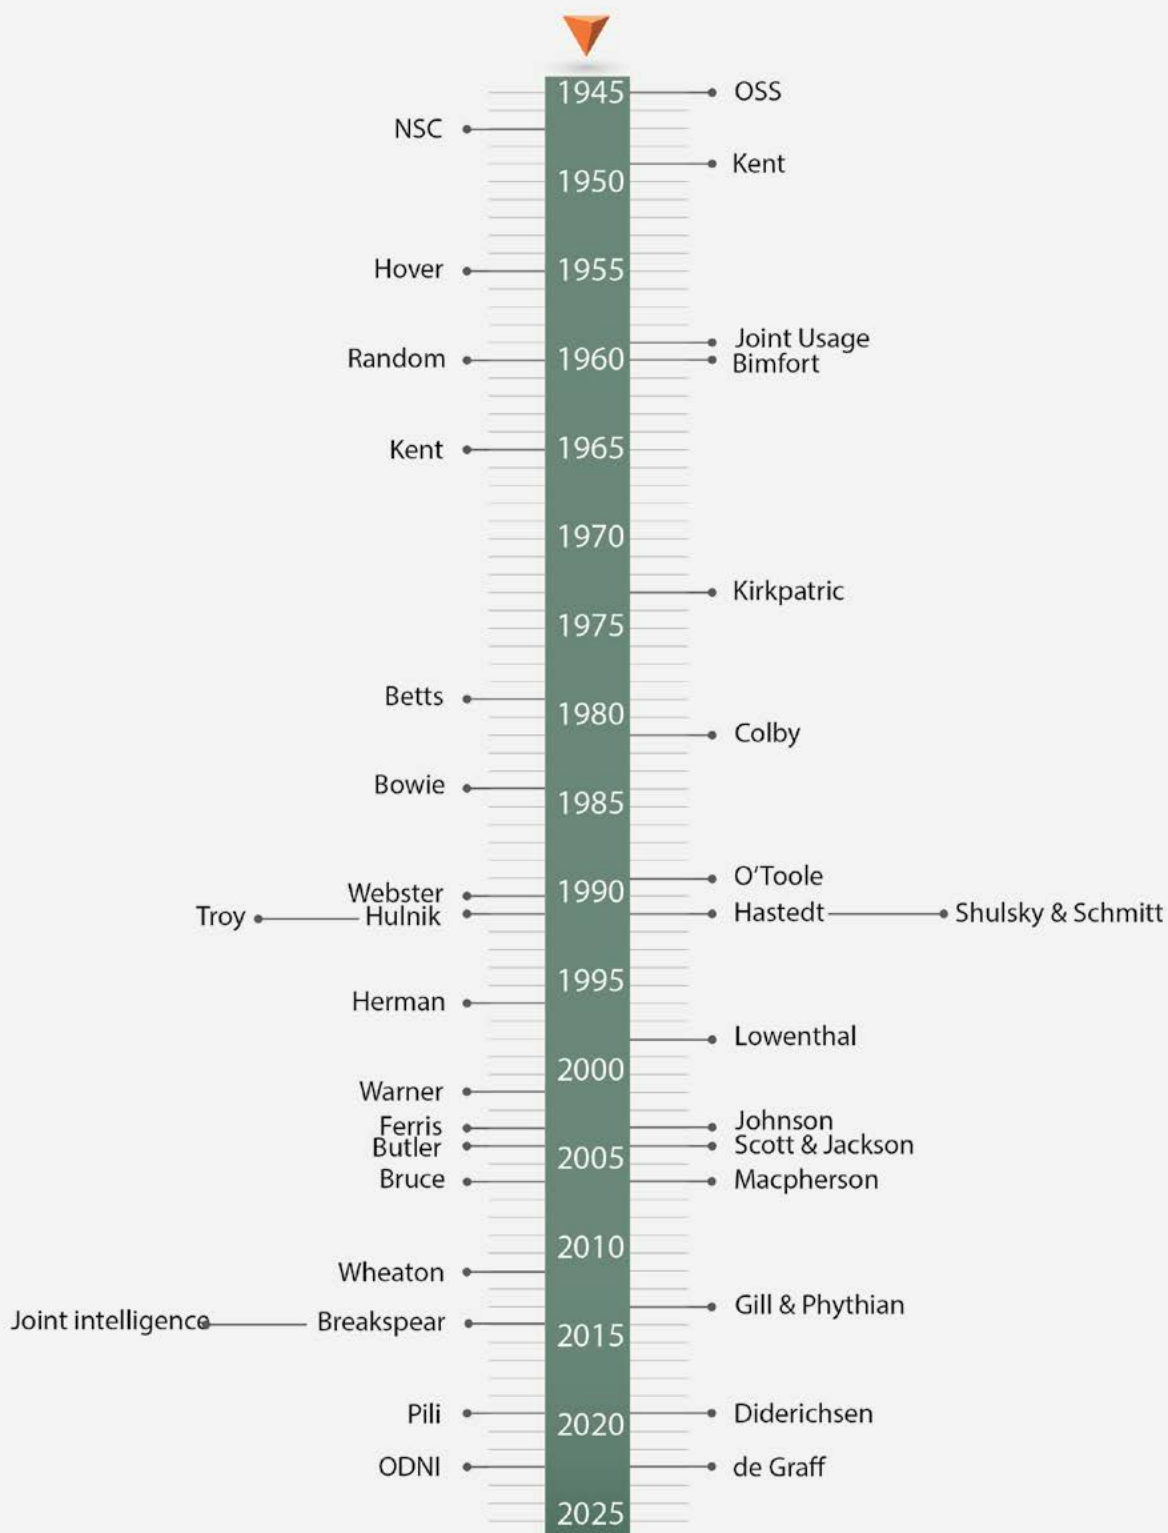 1945 OSS
NSC
Kent
1950
Hover 1955
Joint Usage
Random 1960 Bimfort
Kent 1965
1970
Kirkpatric
1975
Betts
1980
Colby
Bowie
1985
O'Toole
Webster 1990
Troy Hulnik Hastedt Shulsky & Schmitt
1995
Herman
Lowenthal
2000
Warner
Ferris Johnson
Butler Scott & Jackson
2005
Bruce Macpherson
2010
Wheaton
Gill & Phythian
Joint intelligence Breakspear
2015
Pili Diderichsen
2020
ODNI de Graff
2025